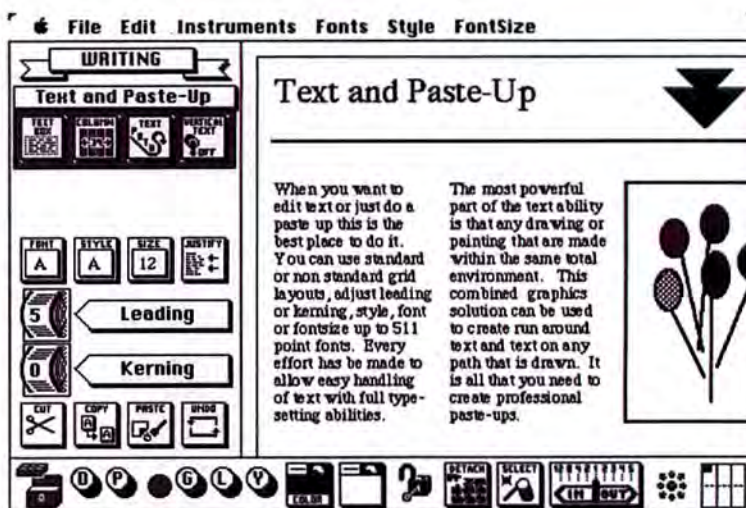 File Edit Instruments Fonts Style FontSize
WRITING
Text and Paste-Up
TEXT BOX
COLUMN
TEXT PATH
VERTICAL TEXT OFF
FONT
A
STYLE
A
SIZE
12
JUSTIFY
5
Leading
0
Kerning
CUT
COPY
A
A
PASTE
UNDO
Text and Paste-Up
When you want to
edit text or just do a
paste up this is the
best place to do it.
You can use standard
or non standard grid
layouts, adjust leading
or kerning, style, font
or fontsize up to 511
point fonts. Every
effort has be made to
allow easy handling
of text with full type-
setting abilities.
The most powerful
part of the text ability
is that any drawing or
painting that are made
within the same total
environment. This
combined graphics
solution can be used
to create run around
text and text on any
path that is drawn. It
is all that you need to
create professional
paste-ups.
D P G L Y
COLOR
DETACH
SELECT
IN OUT